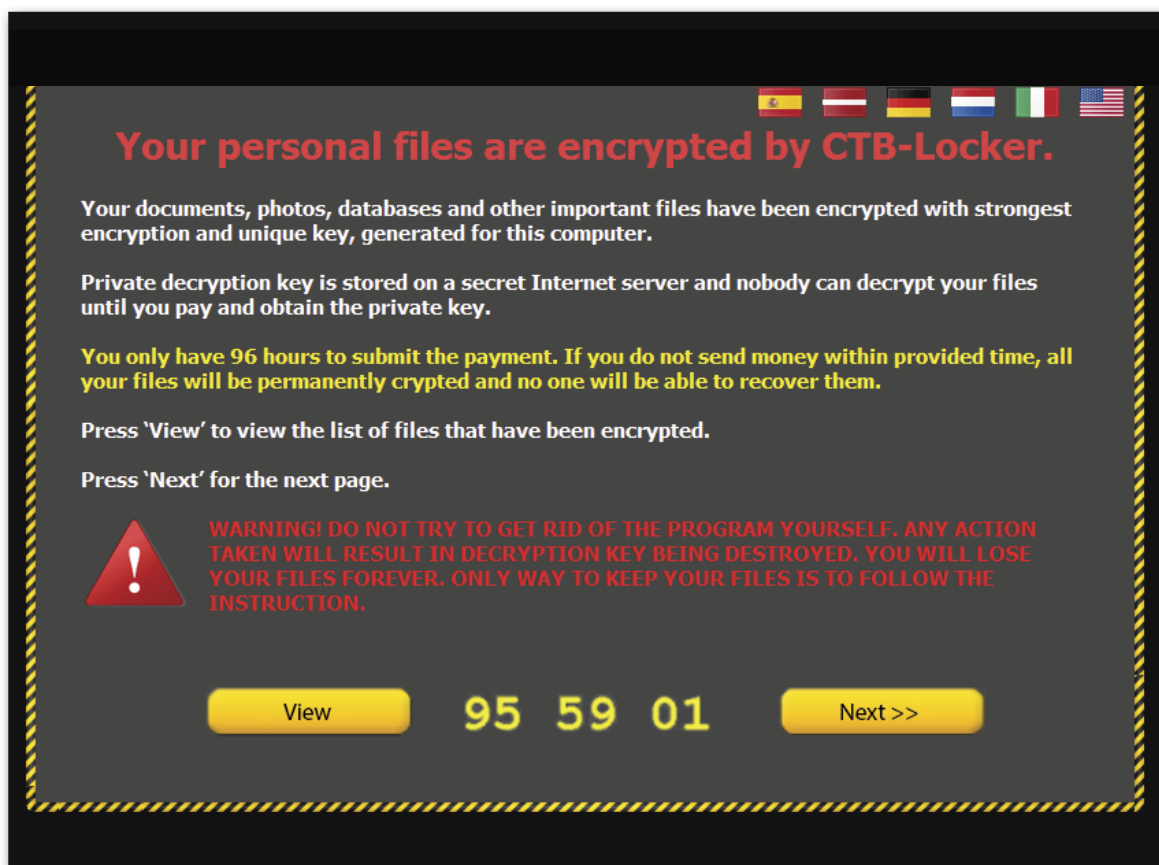 Your personal files are encrypted by CTB-Locker.
Your documents, photos, databases and other important files have been encrypted with strongest
encryption and unique key, generated for this computer.
Private decryption key is stored on a secret Internet server and nobody can decrypt your files
until you pay and obtain the private key.
You only have 96 hours to submit the payment. If you do not send money within provided time, all
your files will be permanently crypted and no one will be able to recover them.
Press ‘View’ to view the list of files that have been encrypted.
Press ‘Next’ for the next page.
WARNING! DO NOT TRY TO GET RID OF THE PROGRAM YOURSELF. ANY ACTION
TAKEN WILL RESULT IN DECRYPTION KEY BEING DESTROYED. YOU WILL LOSE
YOUR FILES FOREVER. ONLY WAY TO KEEP YOUR FILES IS TO FOLLOW THE
INSTRUCTION.
View 95 59 01 Next >>